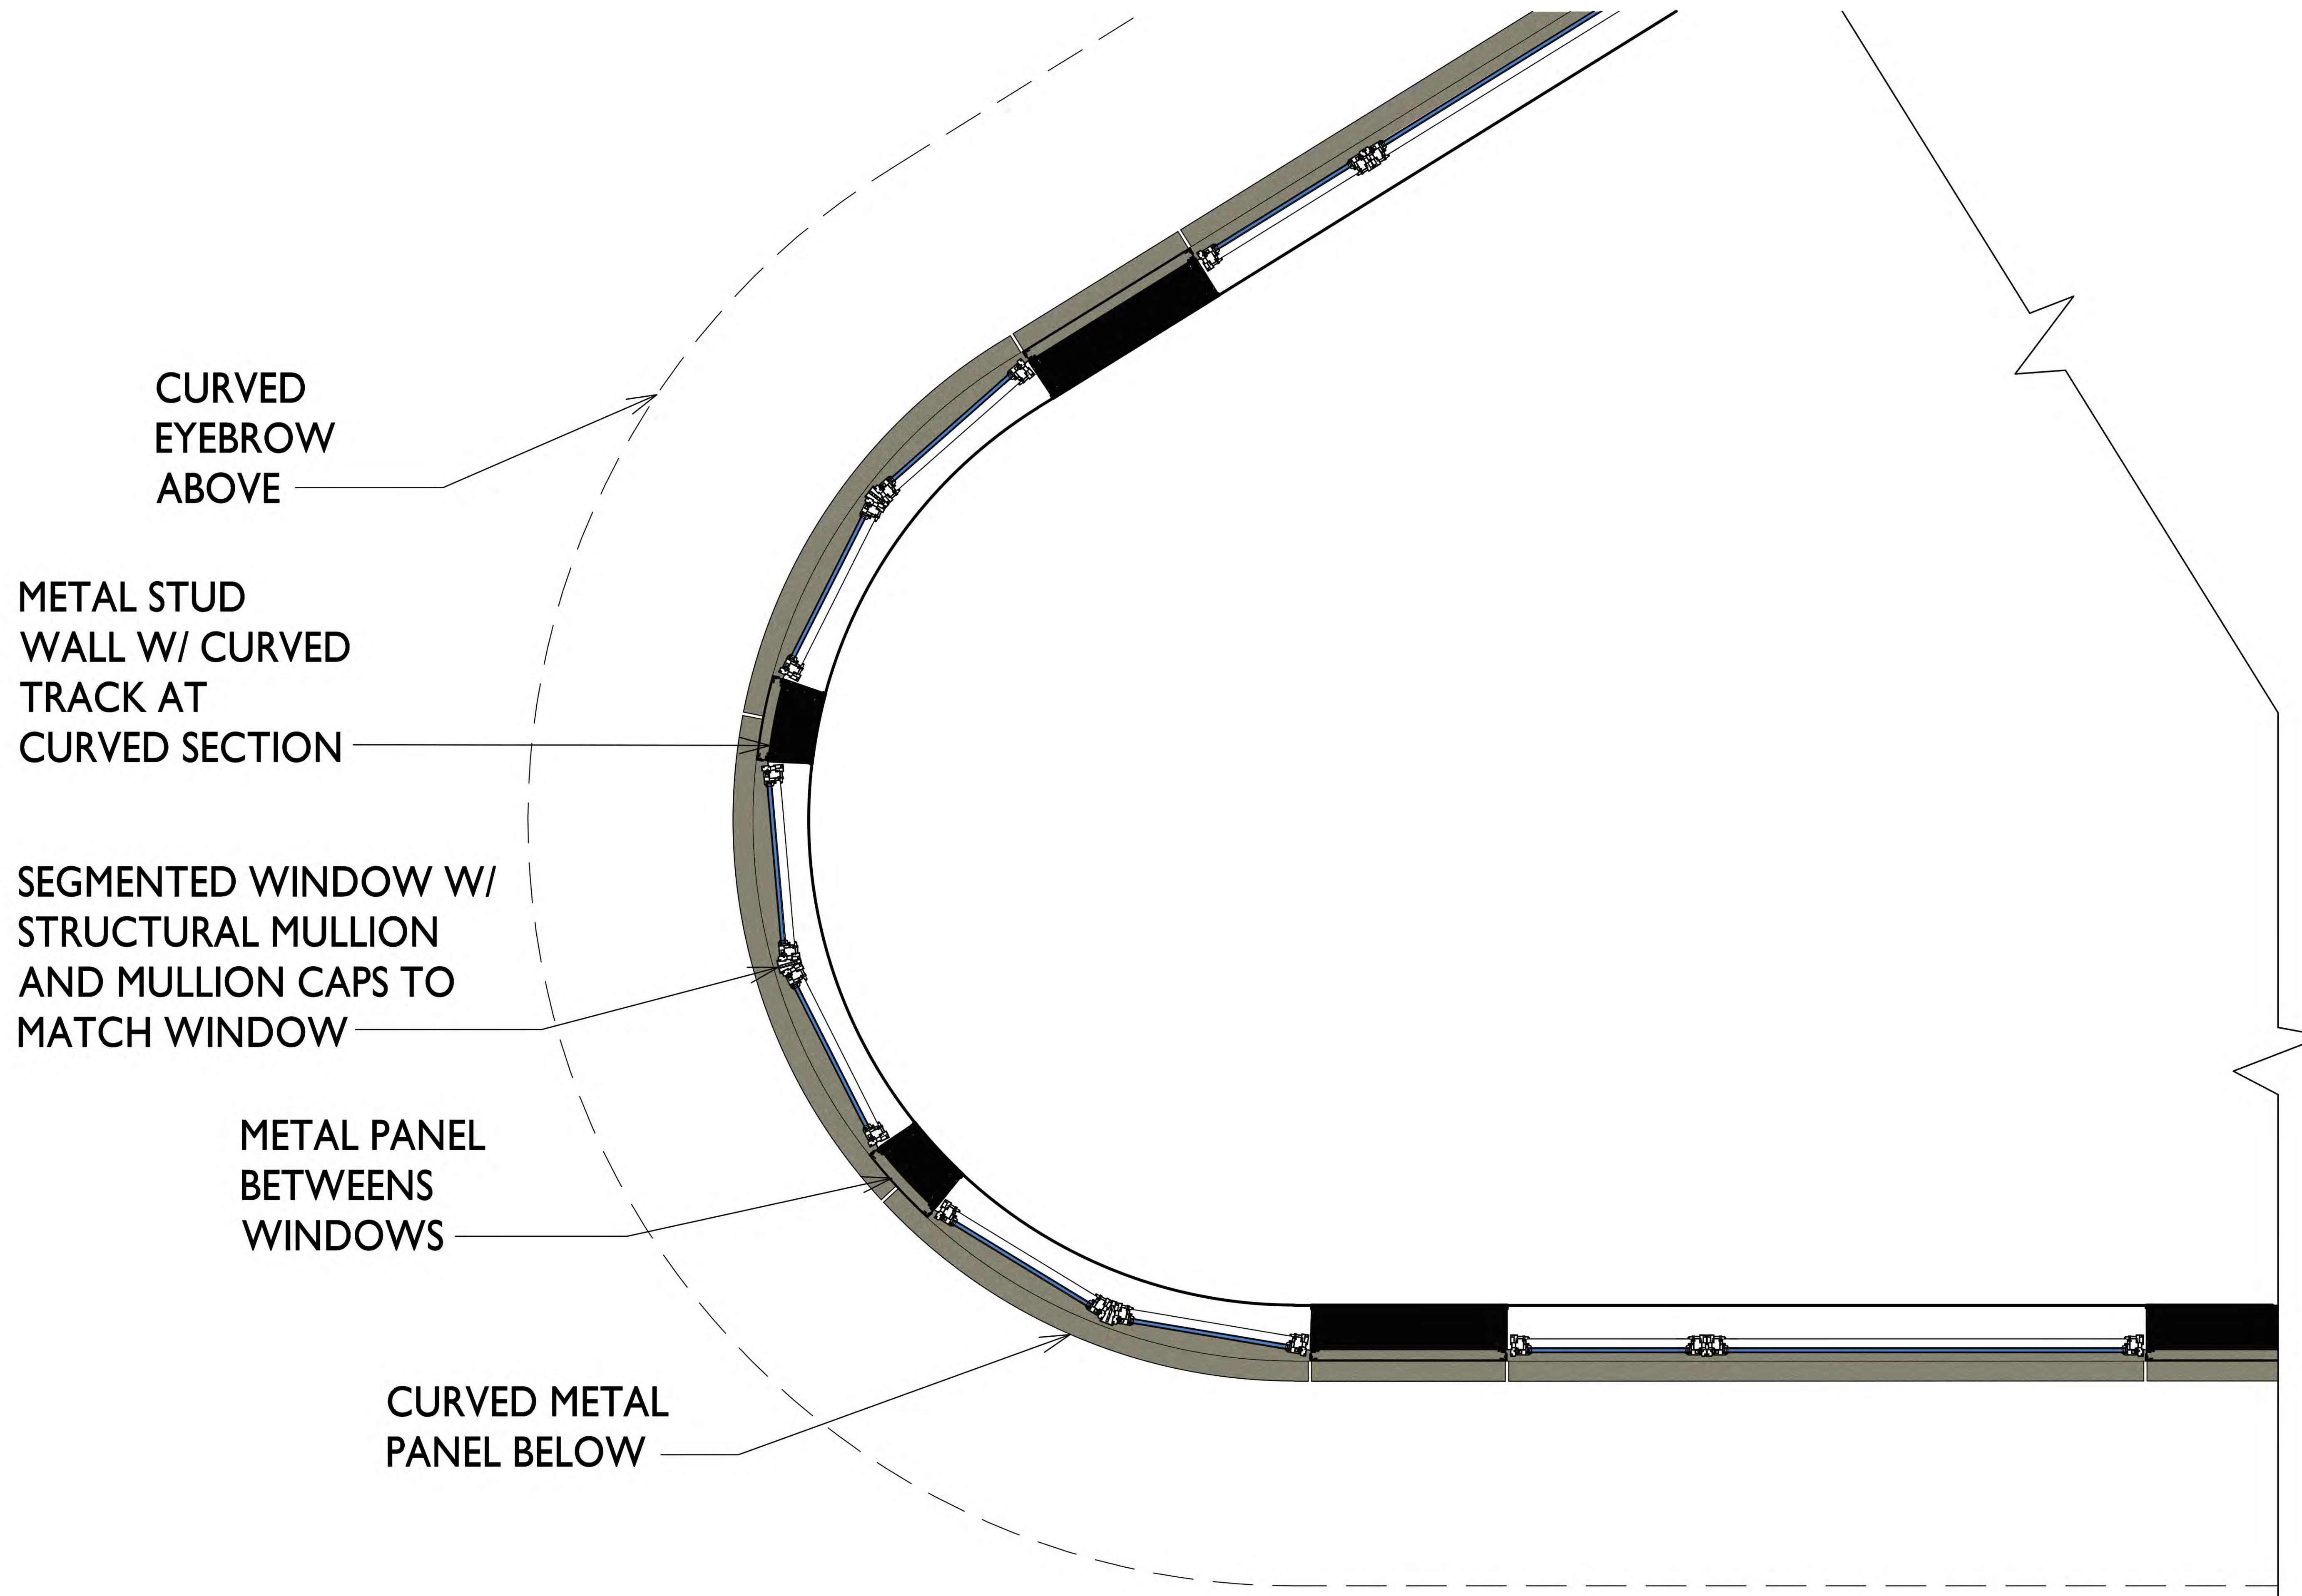 CURVED
EYEBROW
ABOVE
METAL STUD
WALL W/ CURVED
TRACK AT
CURVED SECTION
SEGMENTED WINDOW W/
STRUCTURAL MULLION
AND MULLION CAPS TO
MATCH WINDOW
METAL PANEL
BETWEENS
WINDOWS
CURVED METAL
PANEL BELOW